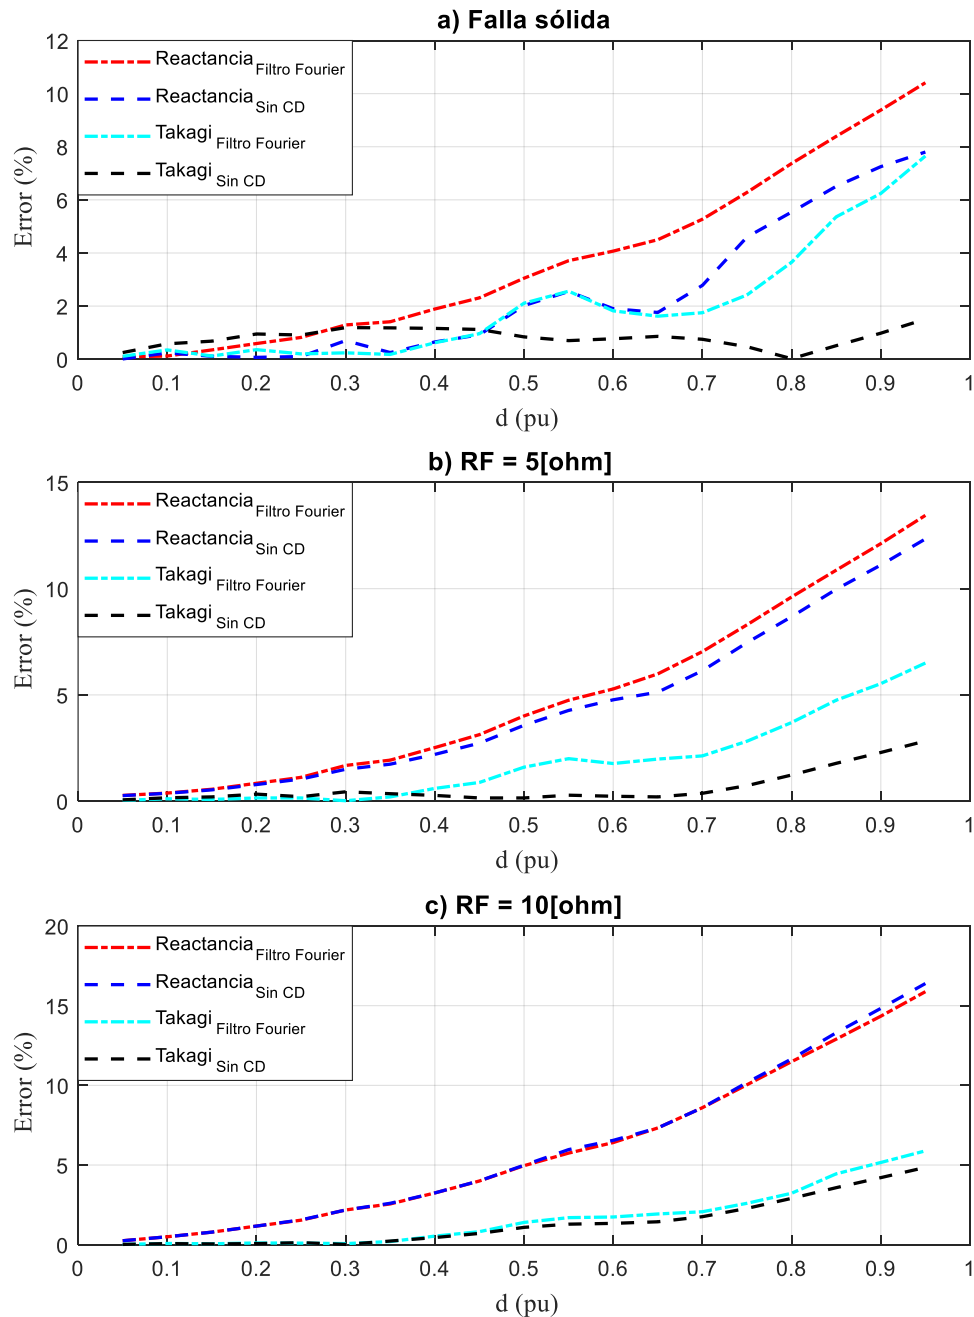 a) Falla sólida
12
10
8
6
4
2
0
Error (%)
Reactancia Filtro Fourier
Reactancia Sin CD
Takagi Filtro Fourier
Takagi Sin CD
0 0.1 0.2 0.3 0.4 0.5 0.6 0.7 0.8 0.9 1
d (pu)
b) RF = 5[ohm]
15
10
5
0
Error (%)
Reactancia Filtro Fourier
Reactancia Sin CD
Takagi Filtro Fourier
Takagi Sin CD
0 0.1 0.2 0.3 0.4 0.5 0.6 0.7 0.8 0.9 1
d (pu)
c) RF = 10[ohm]
20
15
10
5
0
Error (%)
Reactancia Filtro Fourier
Reactancia Sin CD
Takagi Filtro Fourier
Takagi Sin CD
0 0.1 0.2 0.3 0.4 0.5 0.6 0.7 0.8 0.9 1
d (pu)